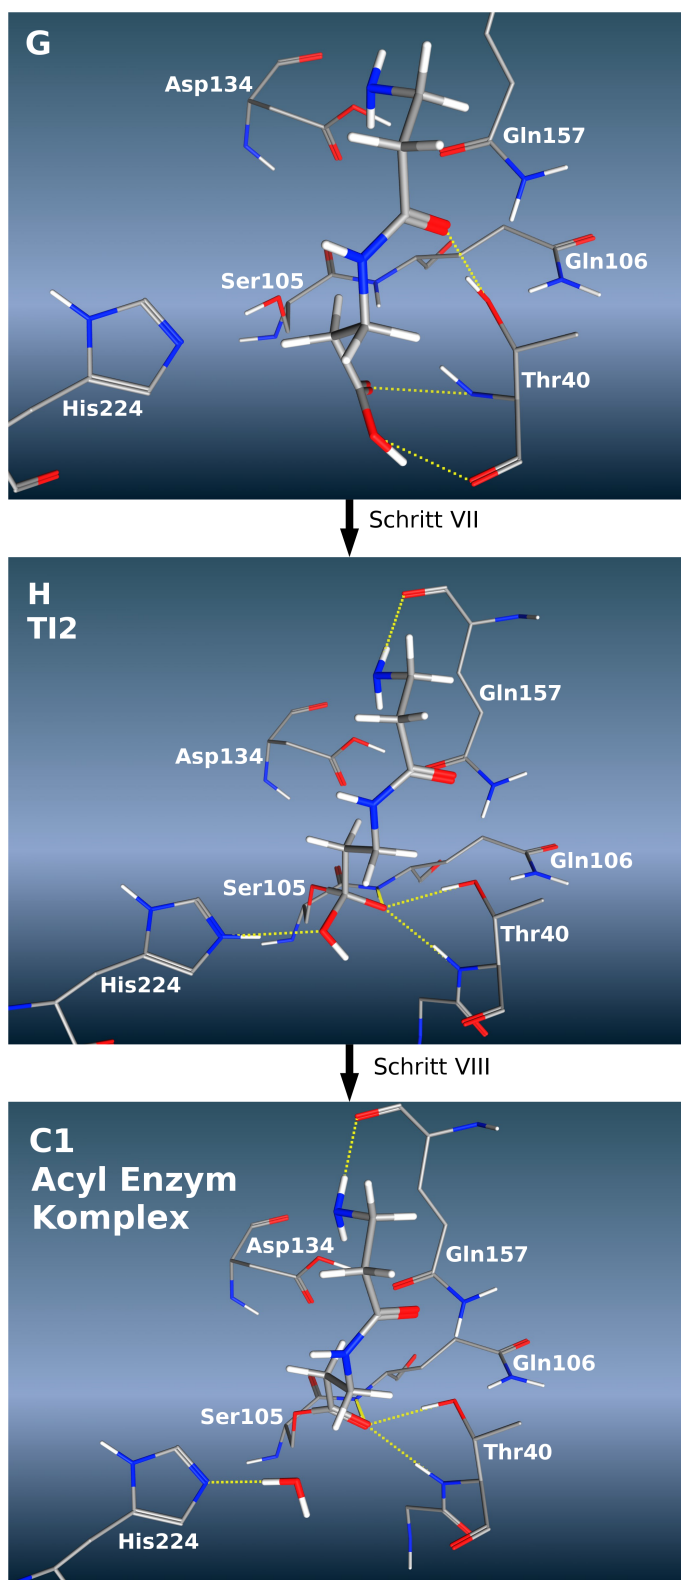 G
Asp134
Gln157
Ser105
Gln106
His224
Thr40
Schritt VII
H
TI2
Gln157
Asp134
Ser105
Gln106
Thr40
His224
Schritt VIII
C1
Acyl Enzym
Komplex
Asp134
Gln157
Gln106
Ser105
Thr40
His224